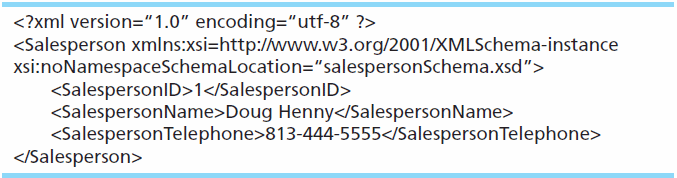 <?xml version=“1.0” encoding=“utf-8” ?>
<Salesperson xmlns:xsi=http://www.w3.org/2001/XMLSchema-instance
xsi:noNamespaceSchemaLocation=“salespersonSchema.xsd”>
<SalespersonID>1</SalespersonID>
<SalespersonName>Doug Henny</SalespersonName>
<SalespersonTelephone>813-444-5555</SalespersonTelephone>
</Salesperson>